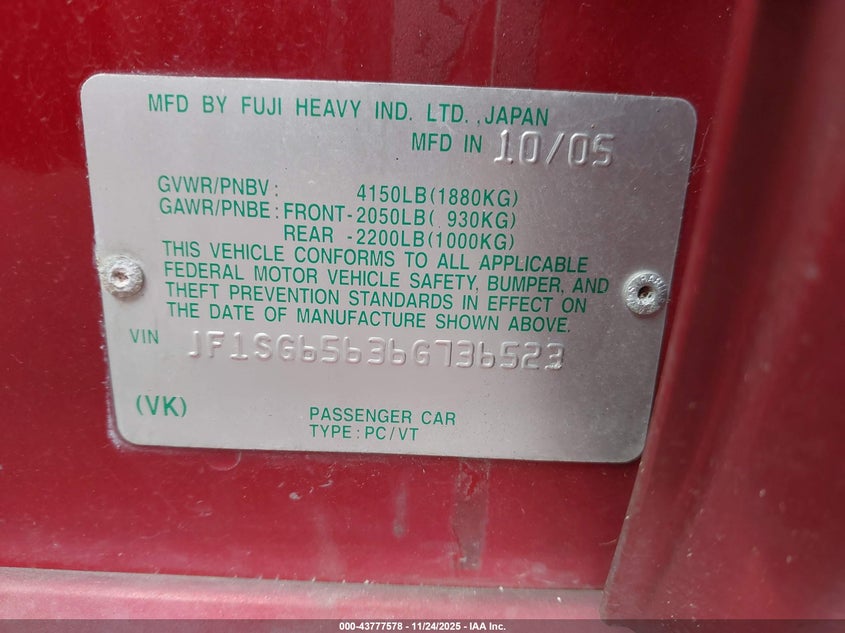 MFD BY FUJI HEAVY IND. LTD., JAPAN
MFD IN 10/05
GVWR/PNBV: 4150LB(1880KG)
GAWR/PNBE: FRONT-2050LB( 930KG)
REAR -2200LB(1000KG)
THIS VEHICLE CONFORMS TO ALL APPLICABLE
FEDERAL MOTOR VEHICLE SAFETY, BUMPER, AND
THEFT PREVENTION STANDARDS IN EFFECT ON
THE DATE OF MANUFACTURE SHOWN ABOVE.
VIN JF1SG65636G736523
(VK)
PASSENGER CAR
TYPE: PC/VT
000-43777578 - 11/24/2025 - IAA Inc.